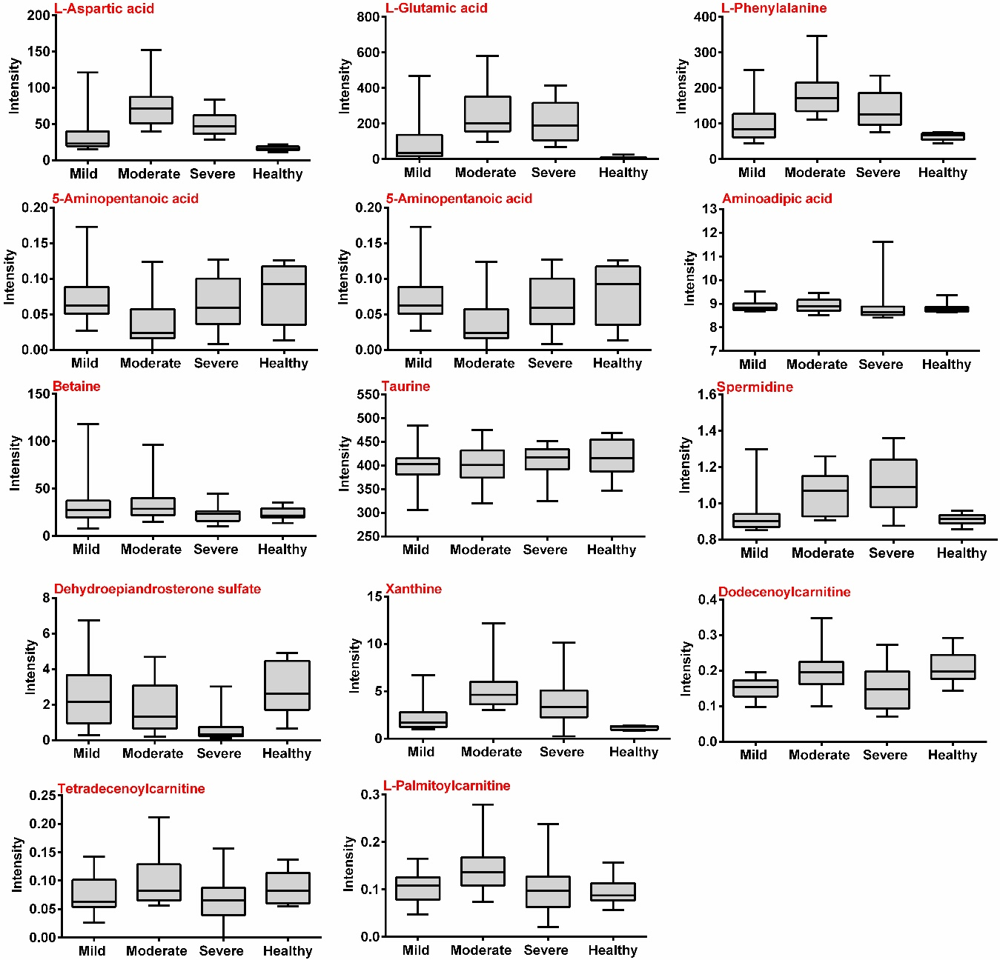 L-Aspartic acid
200
150
100
50
0
Intensity
Mild Moderate Severe Healthy
L-Glutamic acid
800
600
400
200
0
Intensity
Mild Moderate Severe Healthy
L-Phenylalanine
400
300
200
100
0
Intensity
Mild Moderate Severe Healthy
5-Aminopentanoic acid
0.20
0.15
0.10
0.05
0.00
Intensity
Mild Moderate Severe Healthy
5-Aminopentanoic acid
0.20
0.15
0.10
0.05
0.00
Intensity
Mild Moderate Severe Healthy
Aminoadipic acid
13
12
11
10
9
8
7
Intensity
Mild Moderate Severe Healthy
Betaine
150
100
50
0
Intensity
Mild Moderate Severe Healthy
Taurine
550
500
450
400
350
300
250
Intensity
Mild Moderate Severe Healthy
Spermidine
1.6
1.4
1.2
1.0
0.8
Intensity
Mild Moderate Severe Healthy
Dehydroepiandrosterone sulfate
8
6
4
2
0
Intensity
Mild Moderate Severe Healthy
Xanthine
15
10
5
0
Intensity
Mild Moderate Severe Healthy
Dodecenoylcarnitine
0.4
0.3
0.2
0.1
0.0
Intensity
Mild Moderate Severe Healthy
Tetradecenoylcarnitine
0.25
0.20
0.15
0.10
0.05
0.00
Intensity
Mild Moderate Severe Healthy
L-Palmitoylcarnitine
0.3
0.2
0.1
0.0
Intensity
Mild Moderate Severe Healthy